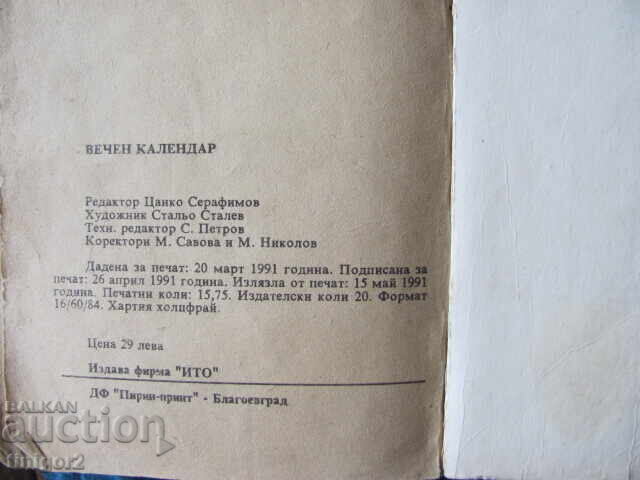 ВЕЧЕН КАЛЕНДАР
Редактор Цанко Серафимов
Художник Стальо Сталев
Техн. редактор С. Петров
Коректори М. Савова и М. Николов
Дадена за печат: 20 март 1991 година. Подписана за
печат: 26 април 1991 година. Излязла от печат: 15 май 1991
година. Печатни коли: 15,75. Издателски коли 20. Формат
16/60/84. Хартия холцфрай.
Цена 29 лева
Издава фирма "ИТО"
ДФ "Пирин-принт" - Благоевград
BALKAN
auction
finigor2